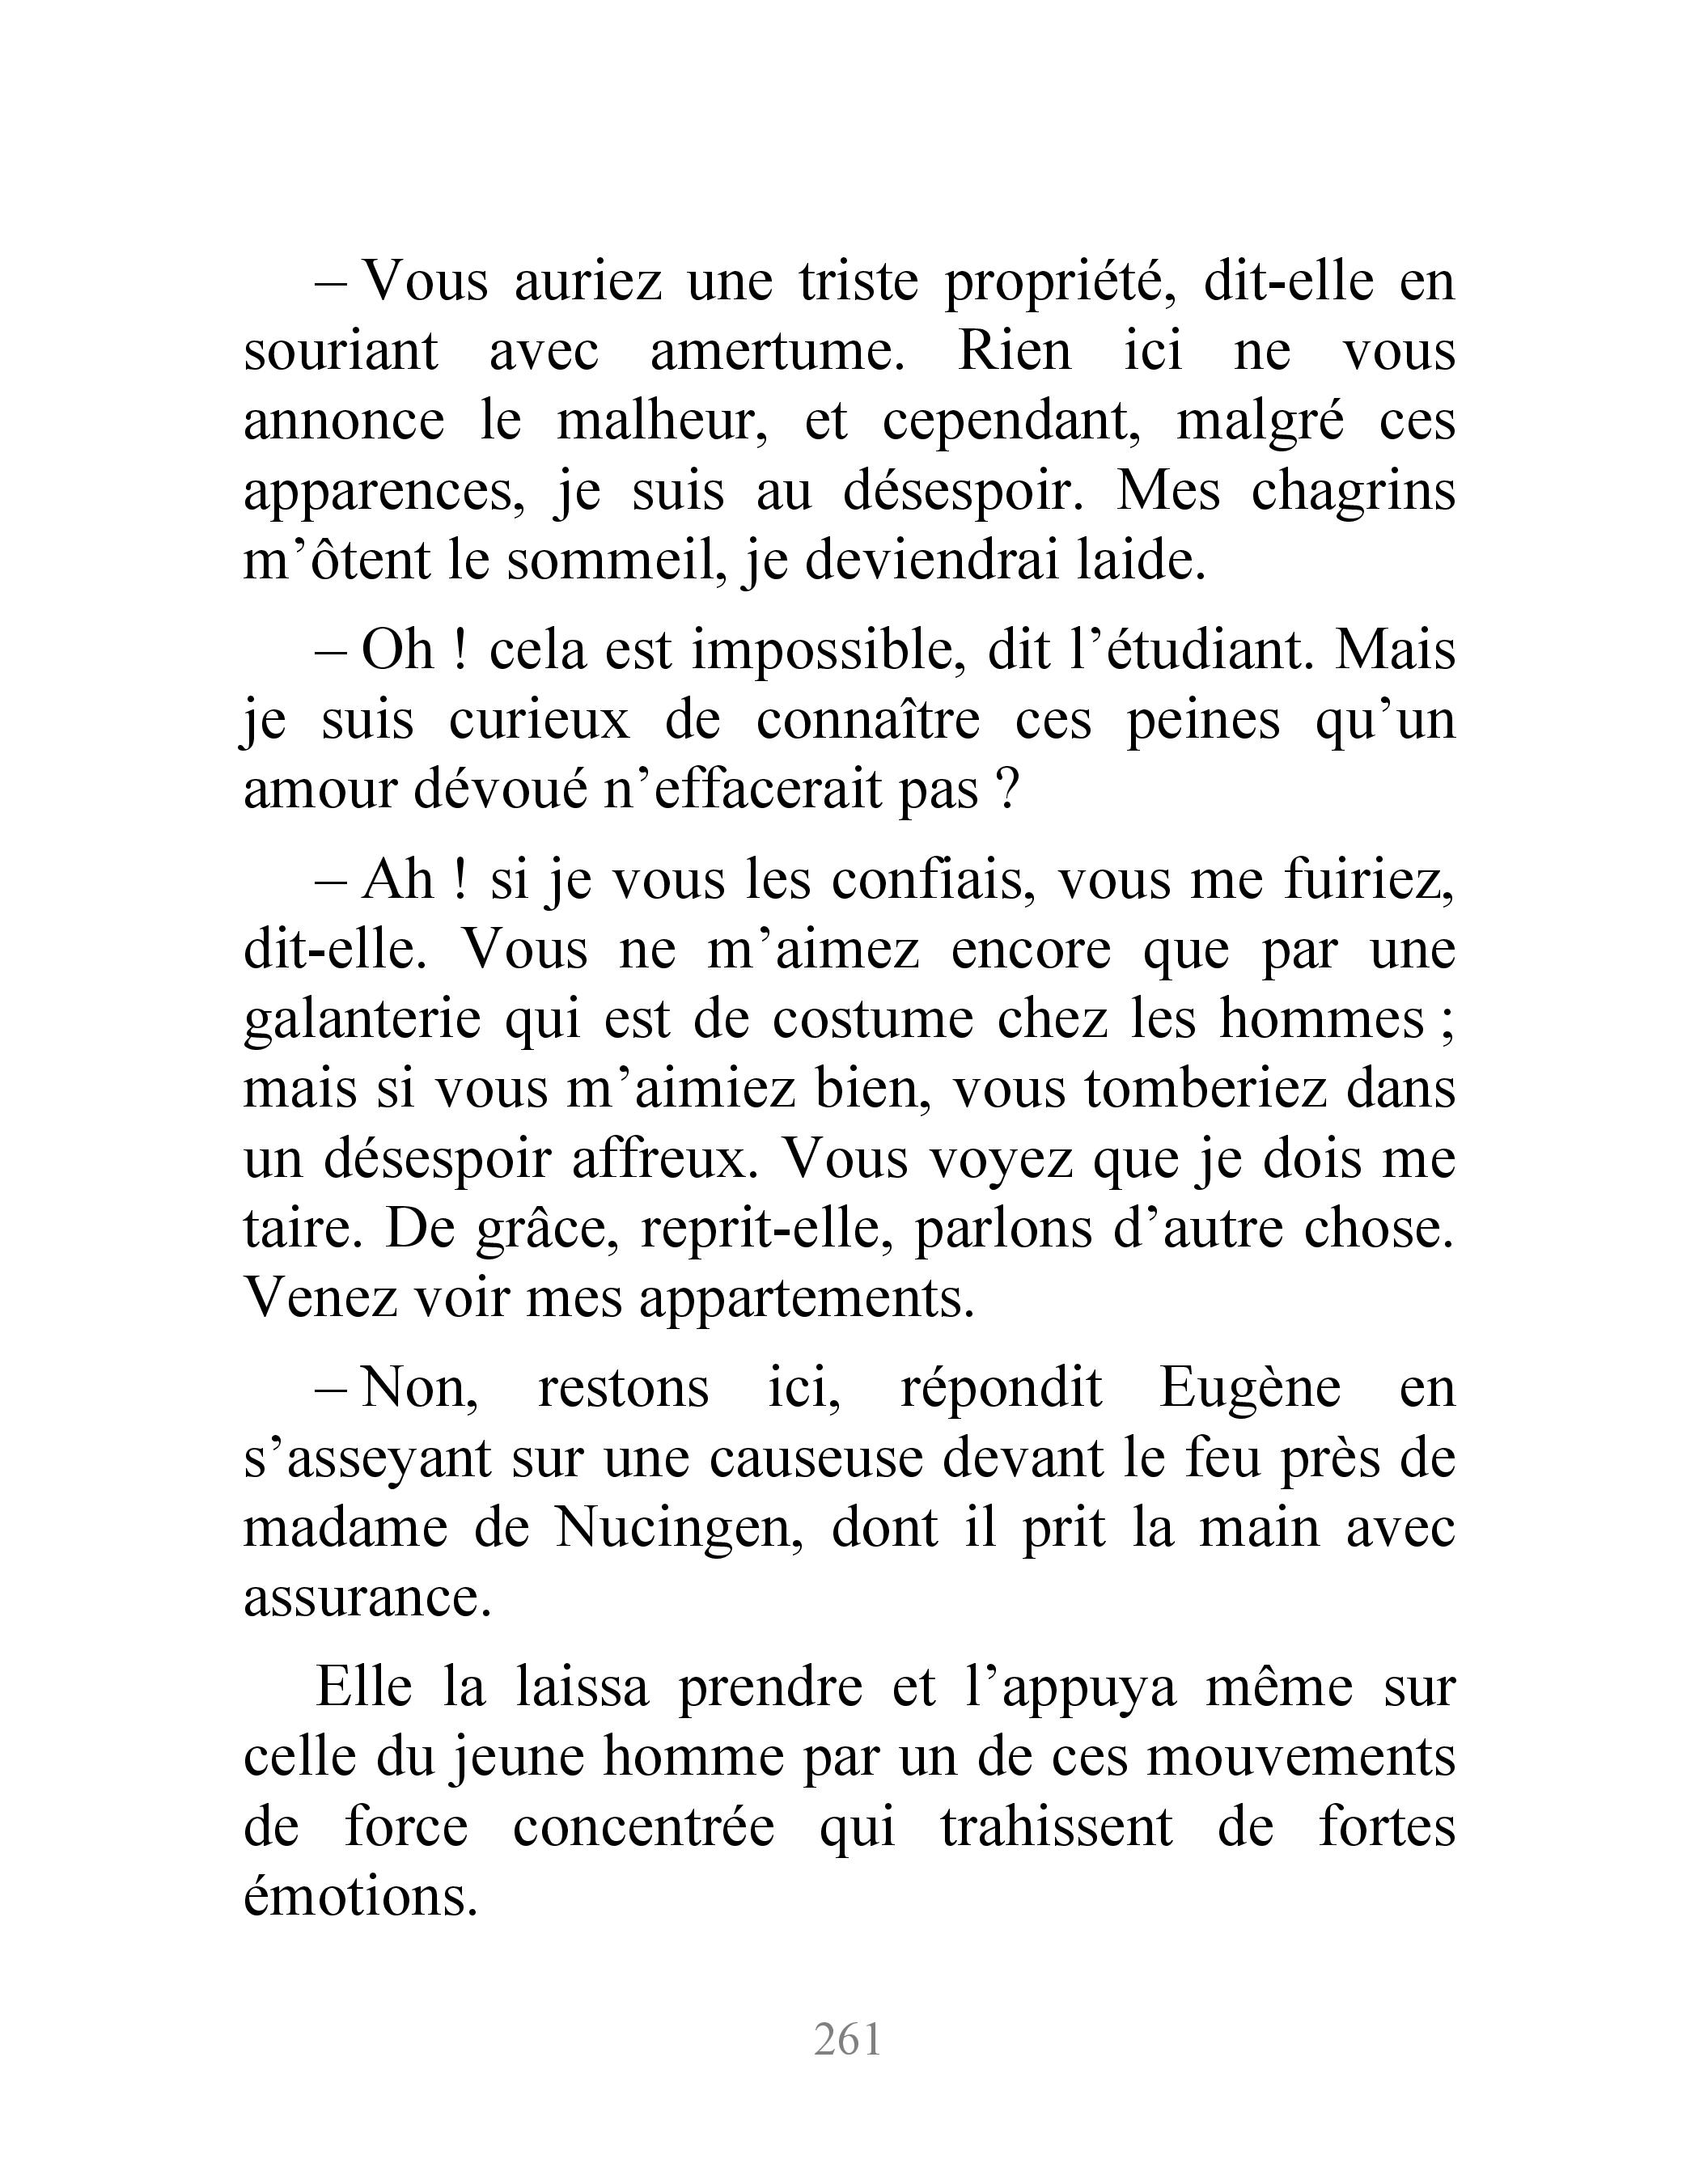 – Vous auriez une triste propriété, dit-elle en
souriant avec amertume. Rien ici ne vous
annonce le malheur, et cependant, malgré ces
apparences, je suis au désespoir. Mes chagrins
m’ôtent le sommeil, je deviendrai laide.
– Oh ! cela est impossible, dit l’étudiant. Mais
je suis curieux de connaître ces peines qu’un
amour dévoué n’effacerait pas ?
– Ah ! si je vous les confiais, vous me fuiriez,
dit-elle. Vous ne m’aimez encore que par une
galanterie qui est de costume chez les hommes ;
mais si vous m’aimiez bien, vous tomberiez dans
un désespoir affreux. Vous voyez que je dois me
taire. De grâce, reprit-elle, parlons d’autre chose.
Venez voir mes appartements.
– Non, restons ici, répondit Eugène en
s’asseyant sur une causeuse devant le feu près de
madame de Nucingen, dont il prit la main avec
assurance.
Elle la laissa prendre et l’appuya même sur
celle du jeune homme par un de ces mouvements
de force concentrée qui trahissent de fortes
émotions.
261